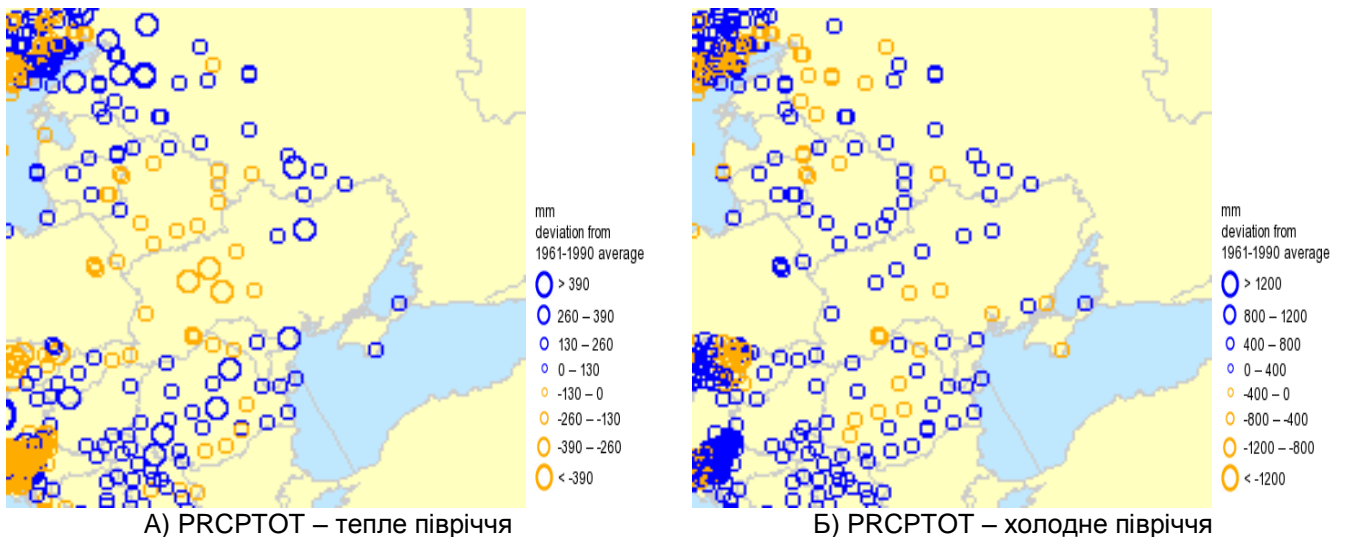 mm
deviation from
1961-1990 average
> 390
260 – 390
130 – 260
0 – 130
-130 – 0
-260 – -130
-390 – -260
< -390
А) PRCPTOT – тепле півріччя
mm
deviation from
1961-1990 average
> 1200
800 – 1200
400 – 800
0 – 400
-400 – 0
-800 – -400
-1200 – -800
< -1200
Б) PRCPTOT – холодне півріччя